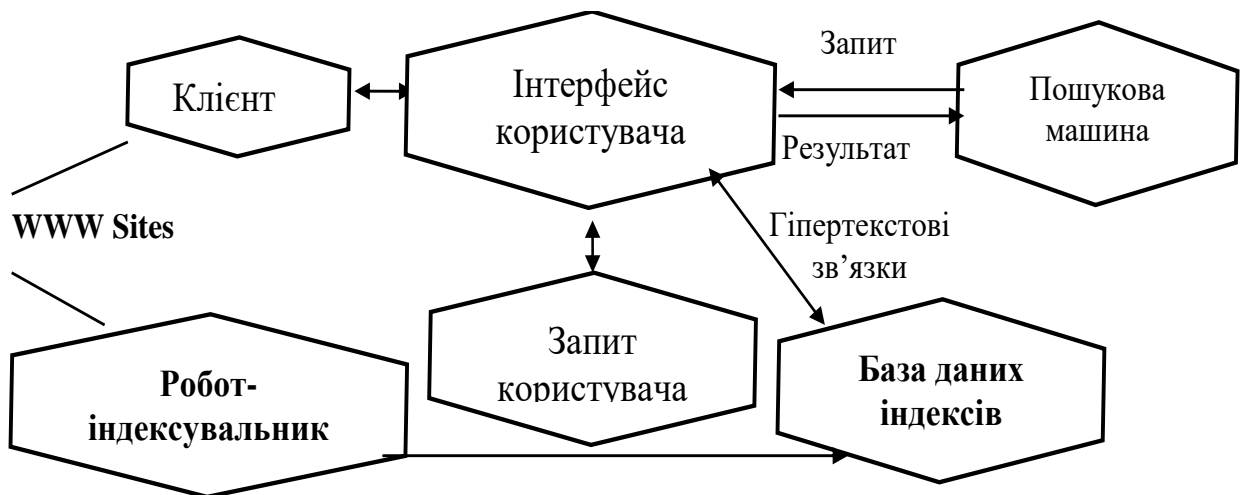 Запит
Клієнт
Інтерфейс
користувача
Пошукова
машина
Результат
WWW Sites
Гіпертекстові
зв’язки
Запит
користувача
Робот-
індексувальник
База даних
індексів